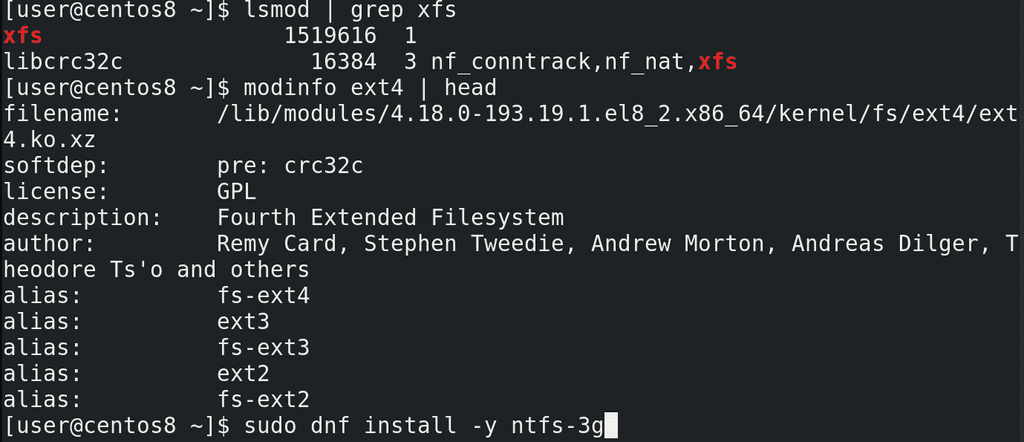 [user@centos8 ~]$ lsmod | grep xfs
xfs                  1519616  1
libcrc32c              16384  3 nf_conntrack,nf_nat,xfs
[user@centos8 ~]$ modinfo ext4 | head
filename:       /lib/modules/4.18.0-193.19.1.el8_2.x86_64/kernel/fs/ext4/ext
4.ko.xz
softdep:        pre: crc32c
license:        GPL
description:    Fourth Extended Filesystem
author:         Remy Card, Stephen Tweedie, Andrew Morton, Andreas Dilger, T
heodore Ts'o and others
alias:          fs-ext4
alias:          ext3
alias:          fs-ext3
alias:          ext2
alias:          fs-ext2
[user@centos8 ~]$ sudo dnf install -y ntfs-3g